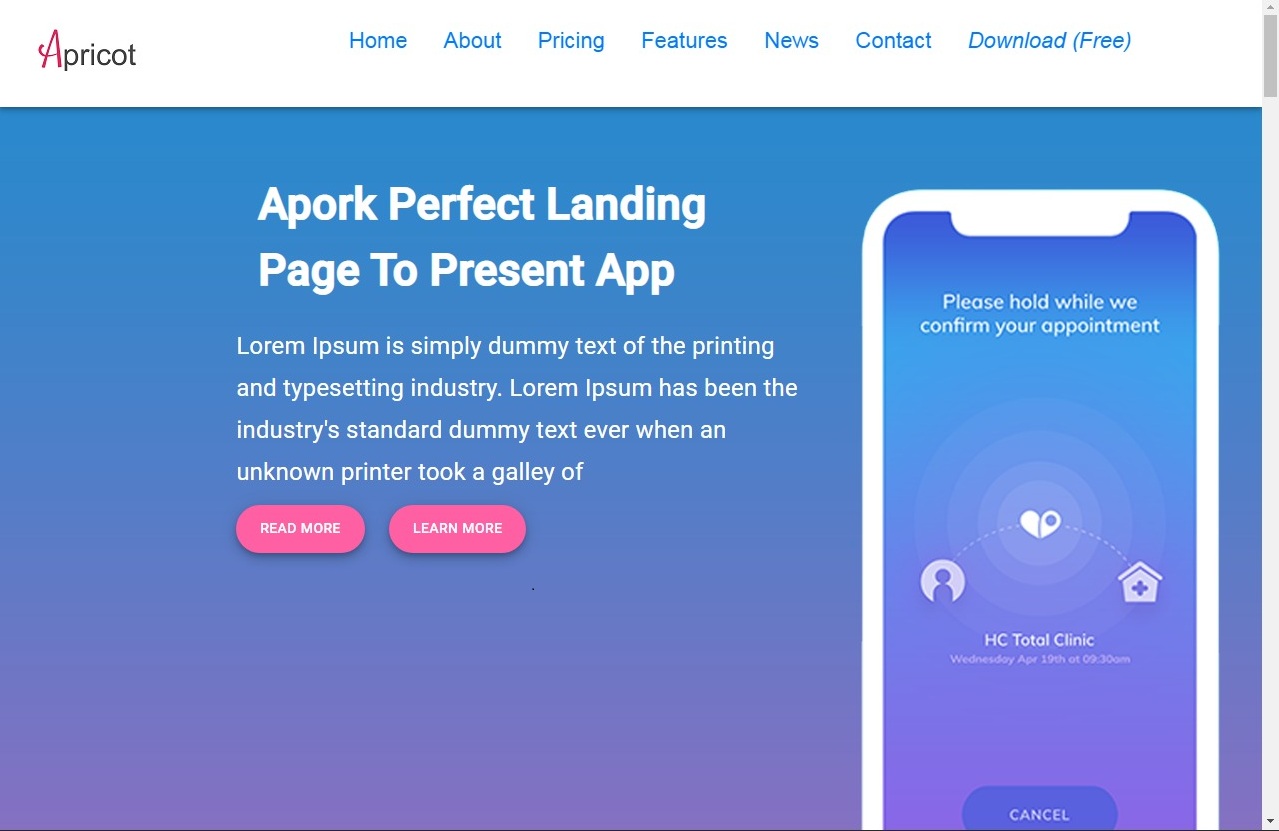 Apricot
Home About Pricing Features News Contact Download (Free)
Apork Perfect Landing
Page To Present App
Lorem Ipsum is simply dummy text of the printing
and typesetting industry. Lorem Ipsum has been the
industry's standard dummy text ever when an
unknown printer took a galley of
READ MORE LEARN MORE
.
Please hold while we
confirm your appointment
HC Total Clinic
Wednesday Apr 19th at 09:30am
CANCEL